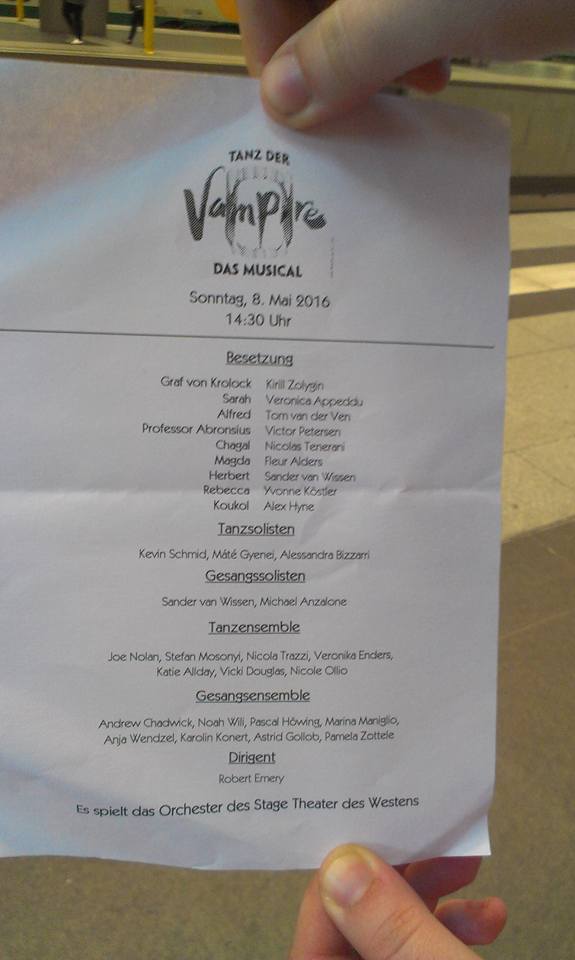 TANZ DER
Vampire
DAS MUSICAL
Sonntag, 8. Mai 2016
14:30 Uhr
Besetzung
Graf von Krolock Kirill Zolygin
Sarah Veronica Appeddu
Alfred Tom van der Ven
Professor Abronsius Victor Petersen
Chagal Nicolas Tenerani
Magda Fleur Alders
Herbert Sander van Wissen
Rebecca Yvonne Köstler
Koukol Alex Hyne
Tanzsolisten
Kevin Schmid, Máté Gyenei, Alessandra Bizzarri
Gesangssolisten
Sander van Wissen, Michael Anzalone
Tanzensemble
Joe Nolan, Stefan Mosonyi, Nicola Trazzi, Veronika Enders,
Katie Allday, Vicki Douglas, Nicole Ollio
Gesangsensemble
Andrew Chadwick, Noah Wili, Pascal Höwing, Marina Maniglio,
Anja Wendzel, Karolin Konert, Astrid Gollob, Pamela Zottele
Dirigent
Robert Emery
Es spielt das Orchester des Stage Theater des Westens